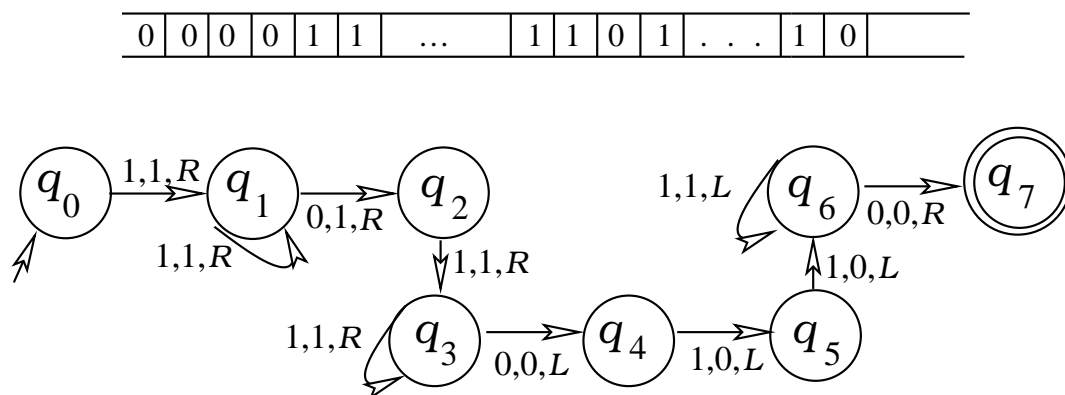 0 0 0 0 1 1 ... 1 1 0 1 . . . 1 0
q0 1,1,R q1 0,1,R q2 1,1,L q6 0,0,R q7
1,1,R 1,1,R 1,0,L
1,1,R q3 0,0,L q4 1,0,L q5